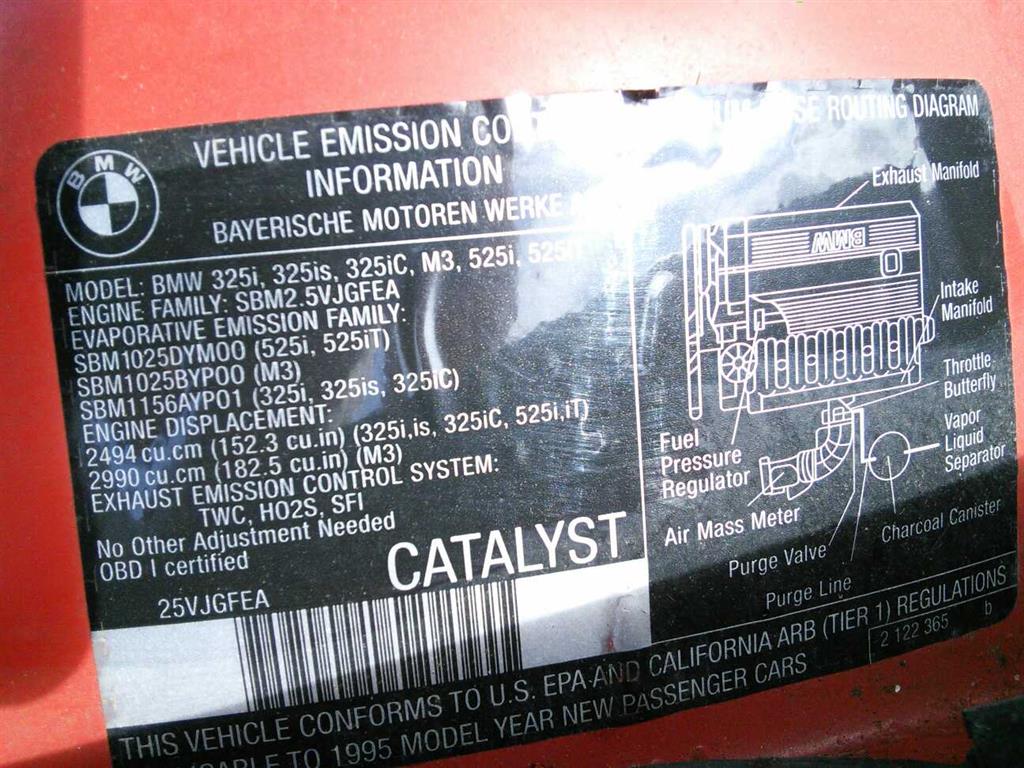 BMW
VEHICLE EMISSION
INFORMATION
BAYERISCHE MOTOREN WERKE
MODEL: BMW 325i, 325is, 325iC, M3, 525i,
ENGINE FAMILY: SBM2.5VJGFEA
EVAPORATIVE EMISSION FAMILY:
SBM1025DYM00 (525i, 525iT)
SBM1025BYP00 (M3)
SBM1156AYP01 (325i, 325is, 325iC)
ENGINE DISPLACEMENT:
2494 cu.cm (152.3 cu.in) (325i,is, 325iC, 525i,iT)
2990 cu.cm (182.5 cu.in) (M3)
EXHAUST EMISSION CONTROL SYSTEM:
TWC, HO2S, SFI
No Other Adjustment Needed
OBD I certified
CATALYST
25VJGFEA
ROUTING DIAGRAM
Exhaust Manifold
BMW
Intake
Manifold
Throttle
Butterfly
Vapor
Liquid
Separator
Fuel
Pressure
Regulator
Air Mass Meter
Charcoal Canister
Purge Valve
Purge Line
THIS VEHICLE CONFORMS TO U.S. EPA AND CALIFORNIA ARB (TIER 1) REGULATIONS
TO 1995 MODEL YEAR NEW PASSENGER CARS
2 122 365
b